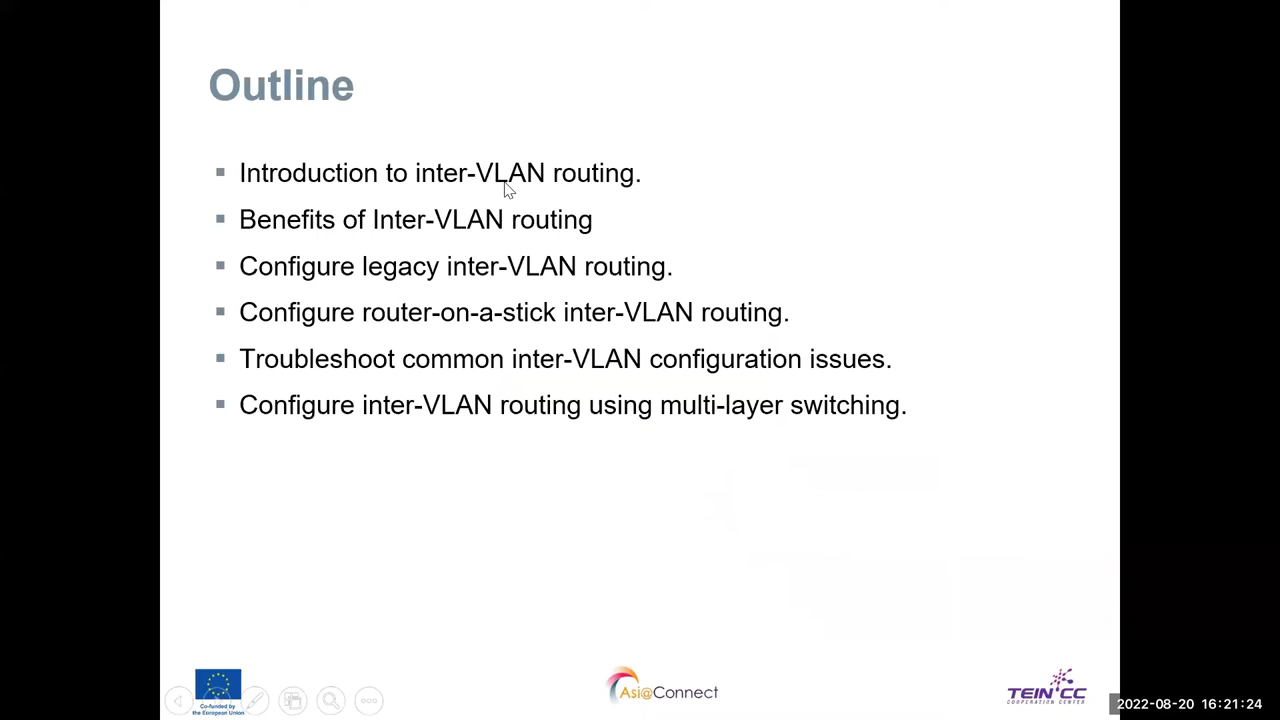 Outline
Introduction to inter-VLAN routing.
Benefits of Inter-VLAN routing
Configure legacy inter-VLAN routing.
Configure router-on-a-stick inter-VLAN routing.
Troubleshoot common inter-VLAN configuration issues.
Configure inter-VLAN routing using multi-layer switching.
Co-funded by
the European Union
Asi@Connect
TEIN*CC
COOPERATION CENTER
2022-08-20 16:21:24